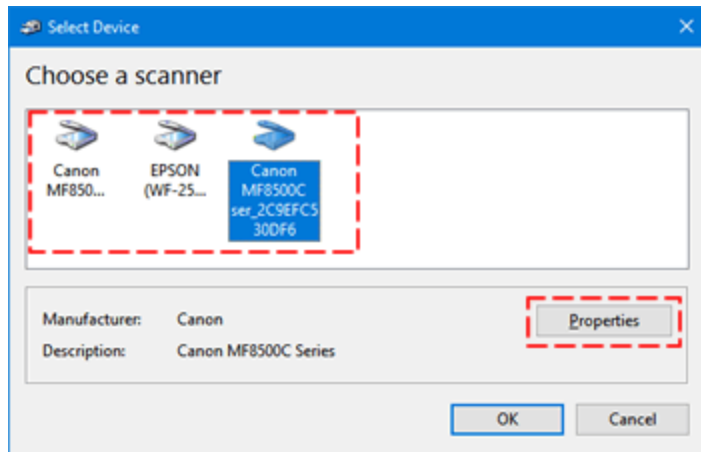 Select Device
Choose a scanner
Canon
MF850...
EPSON
(WF-25...
Canon
MF8500C
ser_2C9EFC5
30DF6
Manufacturer: Canon
Properties
Description: Canon MF8500C Series
OK
Cancel